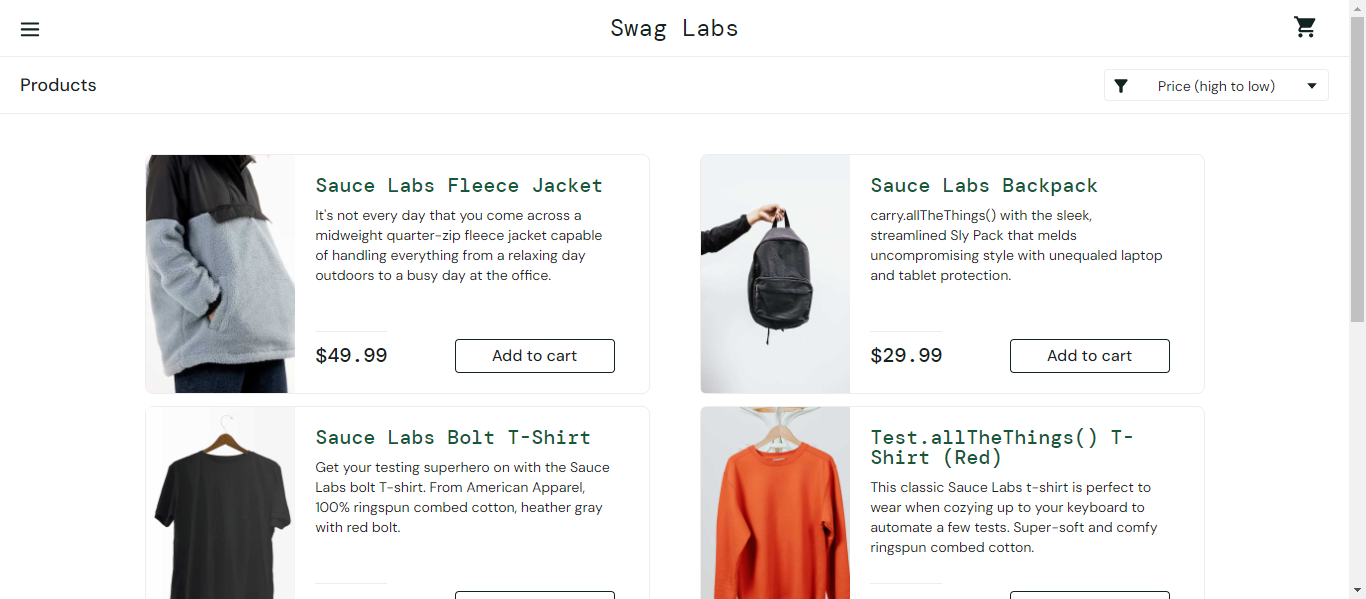 Swag Labs
Products
Price (high to low)
Sauce Labs Fleece Jacket
It's not every day that you come across a
midweight quarter-zip fleece jacket capable
of handling everything from a relaxing day
outdoors to a busy day at the office.
$49.99
Add to cart
Sauce Labs Backpack
carry.allTheThings() with the sleek,
streamlined Sly Pack that melds
uncompromising style with unequaled laptop
and tablet protection.
$29.99
Add to cart
Sauce Labs Bolt T-Shirt
Get your testing superhero on with the Sauce
Labs bolt T-shirt. From American Apparel,
100% ringspun combed cotton, heather gray
with red bolt.
Test.allTheThings() T-
Shirt (Red)
This classic Sauce Labs t-shirt is perfect to
wear when cozying up to your keyboard to
automate a few tests. Super-soft and comfy
ringspun combed cotton.